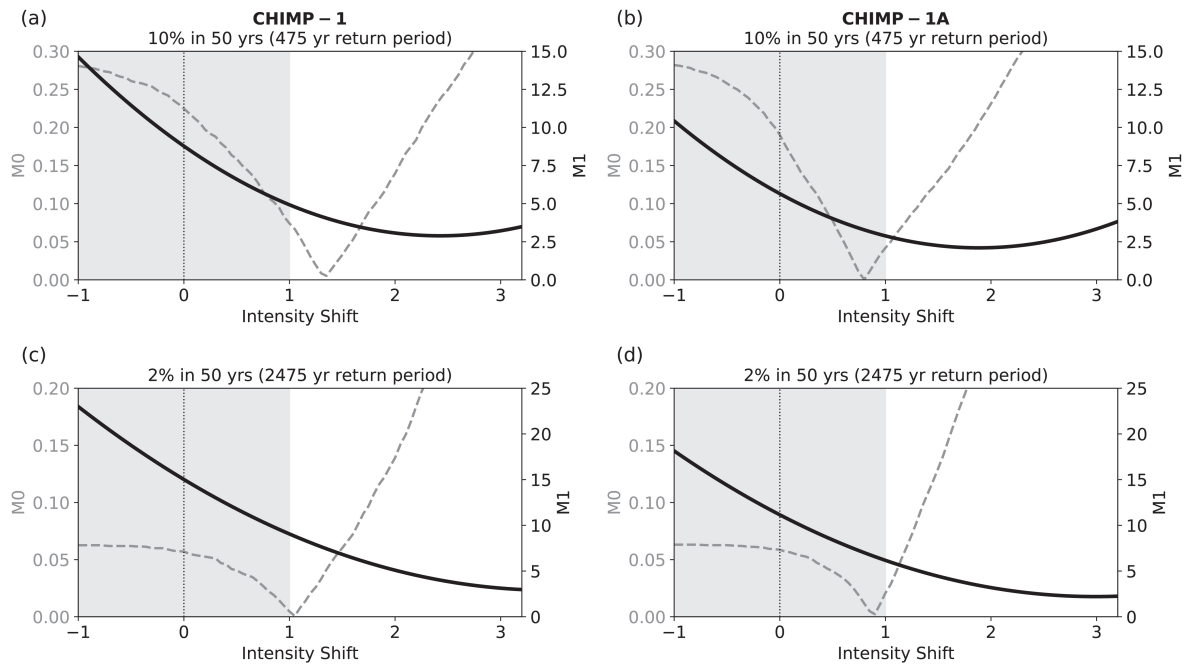 (a)
CHIMP – 1
10% in 50 yrs (475 yr return period)
0.30
0.25
0.20
0.15
0.10
0.05
0.00
M0
15.0
12.5
10.0
7.5
5.0
2.5
0.0
M1
−1 0 1 2 3
Intensity Shift
(b)
CHIMP – 1A
10% in 50 yrs (475 yr return period)
0.30
0.25
0.20
0.15
0.10
0.05
0.00
M0
15.0
12.5
10.0
7.5
5.0
2.5
0.0
M1
−1 0 1 2 3
Intensity Shift
(c)
2% in 50 yrs (2475 yr return period)
0.20
0.15
0.10
0.05
0.00
M0
25
20
15
10
5
0
M1
−1 0 1 2 3
Intensity Shift
(d)
2% in 50 yrs (2475 yr return period)
0.20
0.15
0.10
0.05
0.00
M0
25
20
15
10
5
0
M1
−1 0 1 2 3
Intensity Shift